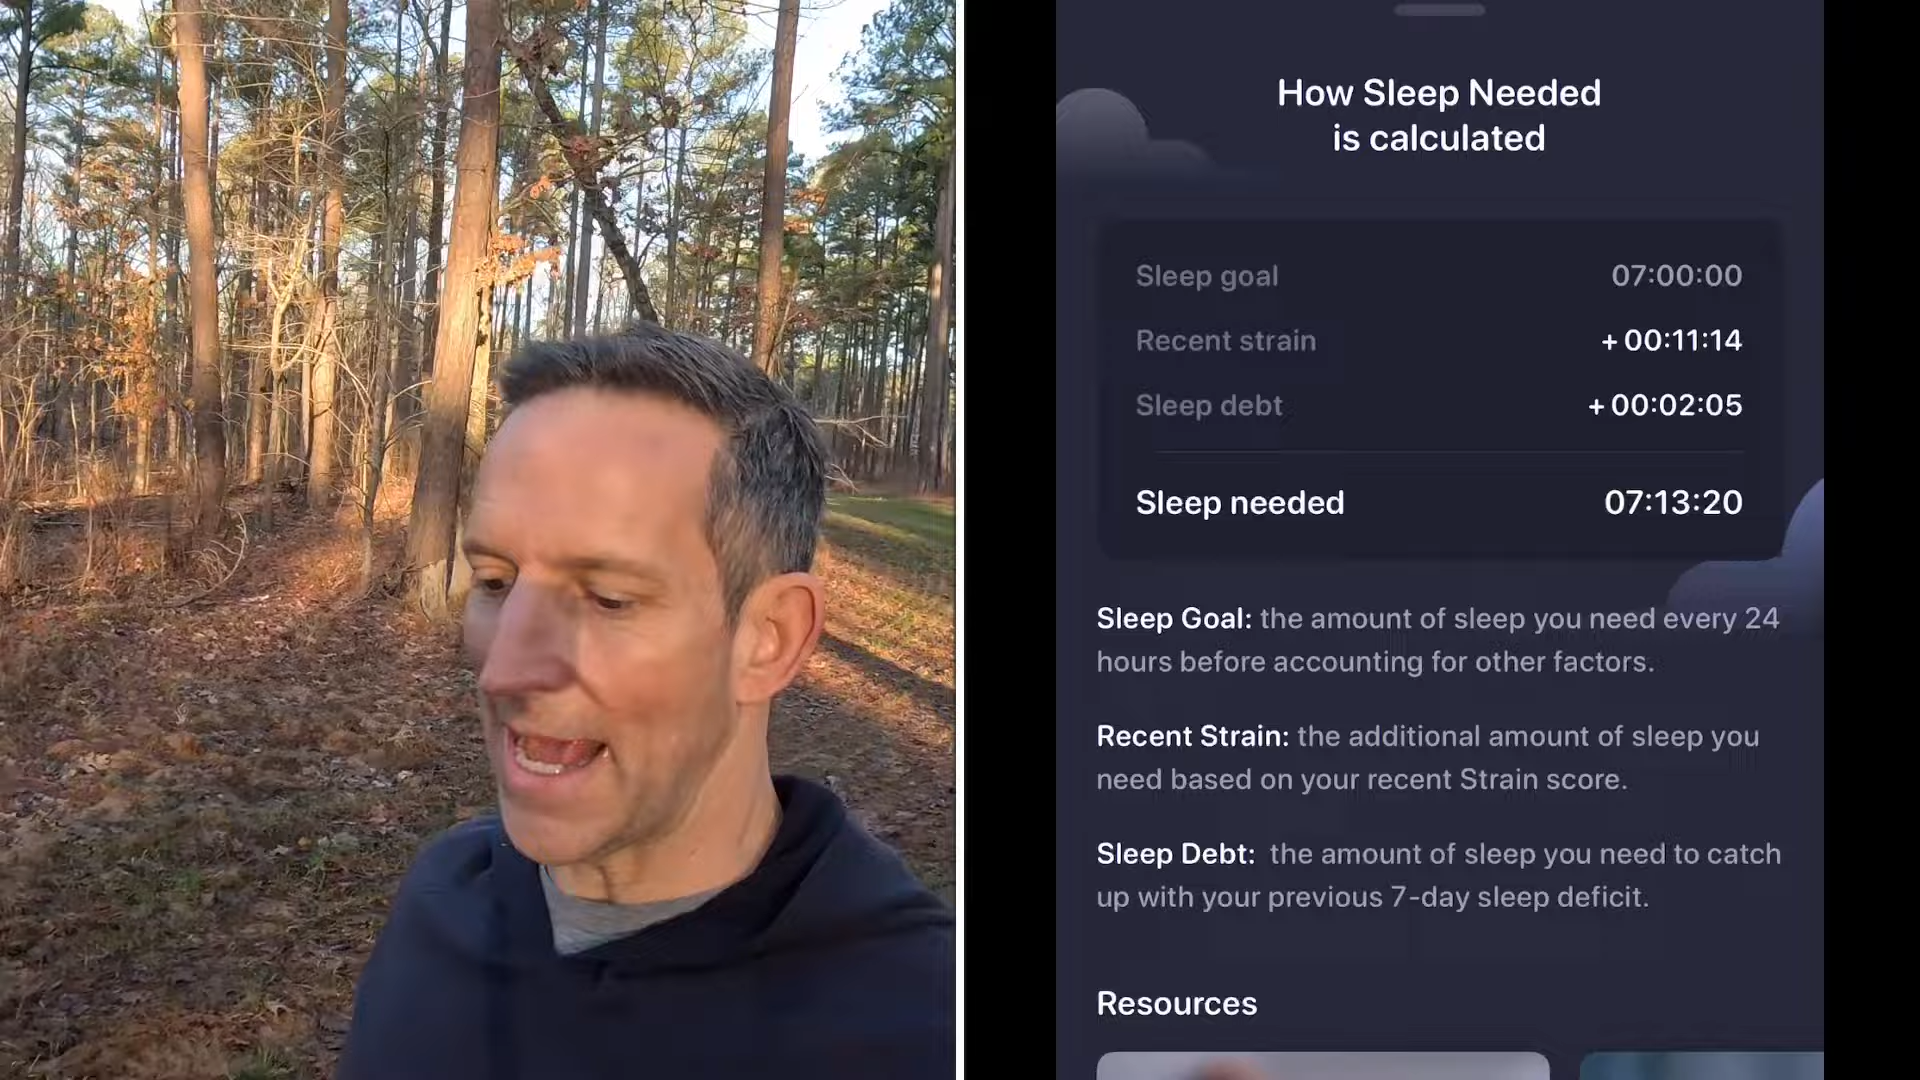 How Sleep Needed
is calculated
Sleep goal 07:00:00
Recent strain + 00:11:14
Sleep debt + 00:02:05
Sleep needed 07:13:20
Sleep Goal: the amount of sleep you need every 24
hours before accounting for other factors.
Recent Strain: the additional amount of sleep you
need based on your recent Strain score.
Sleep Debt: the amount of sleep you need to catch
up with your previous 7-day sleep deficit.
Resources